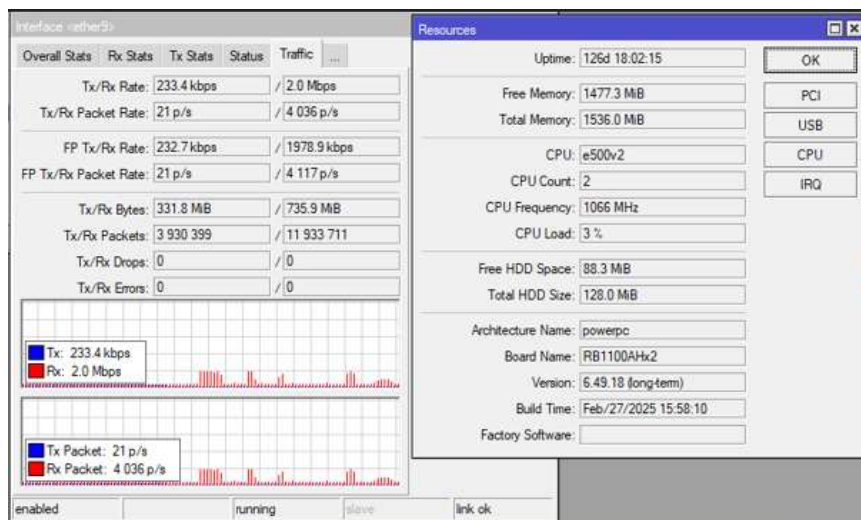 Interface <ether9>
Overall Stats Rx Stats Tx Stats Status Traffic ...
Tx/Rx Rate: 233.4 kbps / 2.0 Mbps
Tx/Rx Packet Rate: 21 p/s / 4 036 p/s
FP Tx/Rx Rate: 232.7 kbps / 1978.9 kbps
FP Tx/Rx Packet Rate: 21 p/s / 4 117 p/s
Tx/Rx Bytes: 331.8 MiB / 735.9 MiB
Tx/Rx Packets: 3 930 399 / 11 933 711
Tx/Rx Drops: 0 / 0
Tx/Rx Errors: 0 / 0
Tx: 233.4 kbps
Rx: 2.0 Mbps
Tx Packet: 21 p/s
Rx Packet: 4 036 p/s
enabled running slave link ok
Resources
Uptime: 126d 18:02:15
Free Memory: 1477.3 MiB
Total Memory: 1536.0 MiB
CPU: e500v2
CPU Count: 2
CPU Frequency: 1066 MHz
CPU Load: 3 %
Free HDD Space: 88.3 MiB
Total HDD Size: 128.0 MiB
Architecture Name: powerpc
Board Name: RB1100AHx2
Version: 6.49.18 (long-term)
Build Time: Feb/27/2025 15:58:10
Factory Software:
OK
PCI
USB
CPU
IRQ